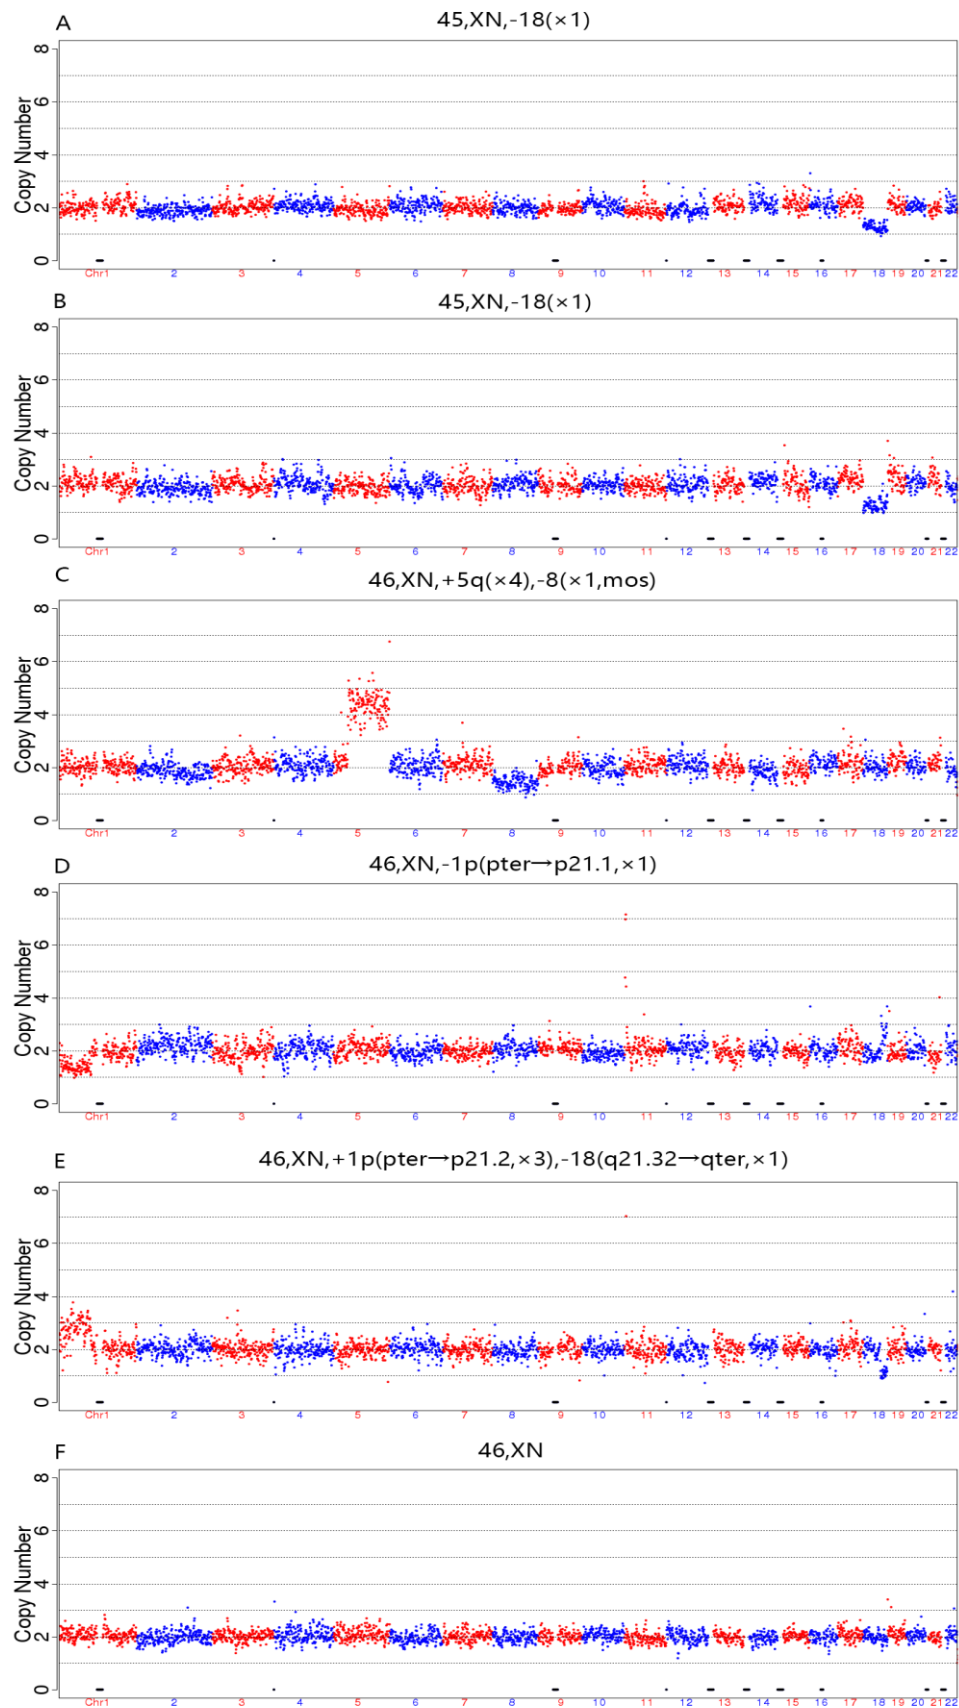 A
45,XN,-18(×1)
Copy Number
8
6
4
2
0
Chr1 2 3 4 5 6 7 8 9 10 11 12 13 14 15 16 17 18 19 20 21 22
B
45,XN,-18(×1)
Copy Number
8
6
4
2
0
Chr1 2 3 4 5 6 7 8 9 10 11 12 13 14 15 16 17 18 19 20 21 22
C
46,XN,+5q(×4),-8(×1,mos)
Copy Number
8
6
4
2
0
Chr1 2 3 4 5 6 7 8 9 10 11 12 13 14 15 16 17 18 19 20 21 22
D
46,XN,-1p(pter→p21.1,×1)
Copy Number
8
6
4
2
0
Chr1 2 3 4 5 6 7 8 9 10 11 12 13 14 15 16 17 18 19 20 21 22
E
46,XN,+1p(pter→p21.2,×3),-18(q21.32→qter,×1)
Copy Number
8
6
4
2
0
Chr1 2 3 4 5 6 7 8 9 10 11 12 13 14 15 16 17 18 19 20 21 22
F
46,XN
Copy Number
8
6
4
2
0
Chr1 2 3 4 5 6 7 8 9 10 11 12 13 14 15 16 17 18 19 20 21 22